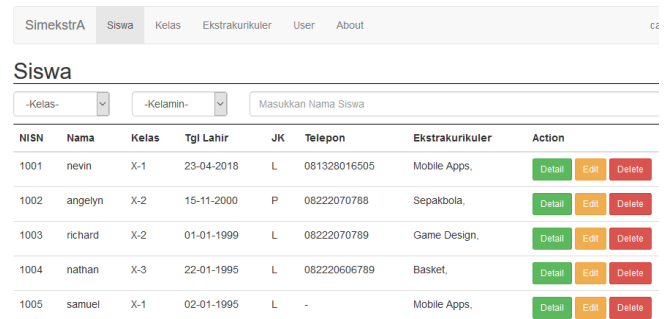 SimekstrA Siswa Kelas Ekstrakurikuler User About ca
Siswa
-Kelas- -Kelamin- Masukkan Nama Siswa
NISN Nama Kelas Tgl Lahir JK Telepon Ekstrakurikuler Action
1001 nevin X-1 23-04-2018 L 081328016505 Mobile Apps, Detail Edit Delete
1002 angelyn X-2 15-11-2000 P 08222070788 Sepakbola, Detail Edit Delete
1003 richard X-2 01-01-1999 L 08222070789 Game Design, Detail Edit Delete
1004 nathan X-3 22-01-1995 L 082220606789 Basket, Detail Edit Delete
1005 samuel X-1 02-01-1995 L - Mobile Apps, Detail Edit Delete